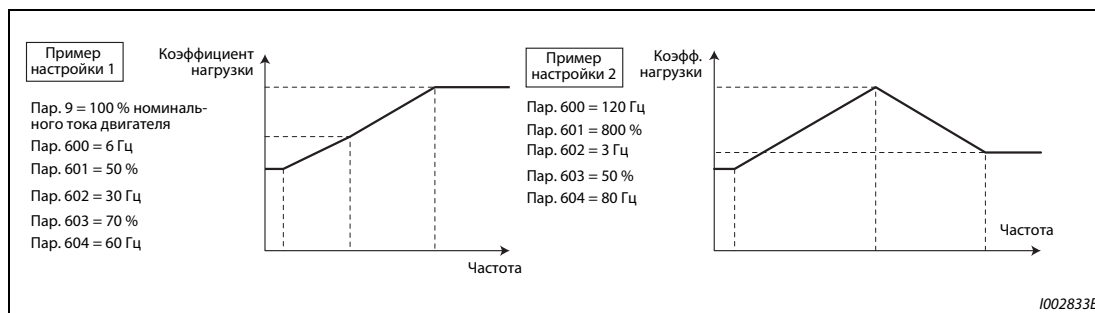 Пример
настройки 1
Коэффициент
нагрузки
Пар. 9 = 100 % номиналь-
ного тока двигателя
Пар. 600 = 6 Гц
Пар. 601 = 50 %
Пар. 602 = 30 Гц
Пар. 603 = 70 %
Пар. 604 = 60 Гц
Частота
Пример
настройки 2
Коэфф.
нагрузки
Пар. 600 = 120 Гц
Пар. 601 = 800 %
Пар. 602 = 3 Гц
Пар. 603 = 50 %
Пар. 604 = 80 Гц
Частота
I002833E